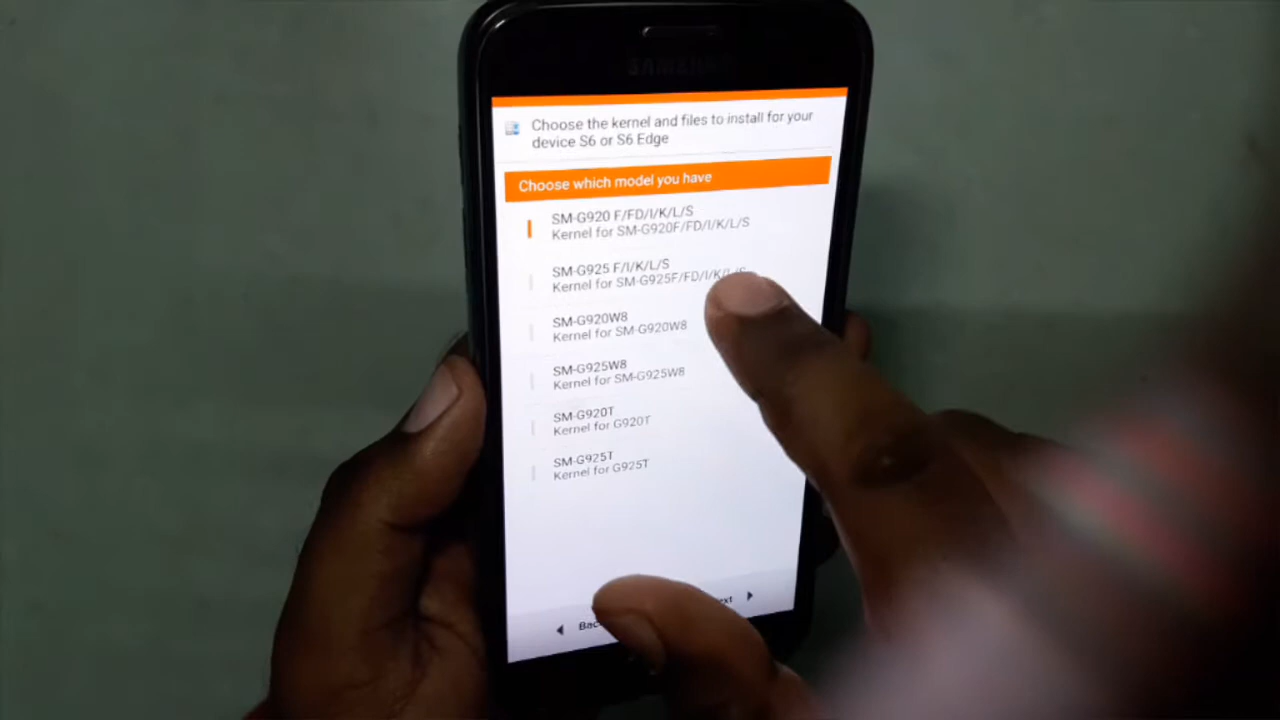 SAMSUNG
Choose the kernel and files to install for your
device S6 or S6 Edge
Choose which model you have
SM-G920 F/FD/I/K/L/S
Kernel for SM-G920F/FD/I/K/L/S
SM-G925 F/I/K/L/S
Kernel for SM-G925F/FD/I/K/L/S
SM-G920W8
Kernel for SM-G920W8
SM-G925W8
Kernel for SM-G925W8
SM-G920T
Kernel for G920T
SM-G925T
Kernel for G925T